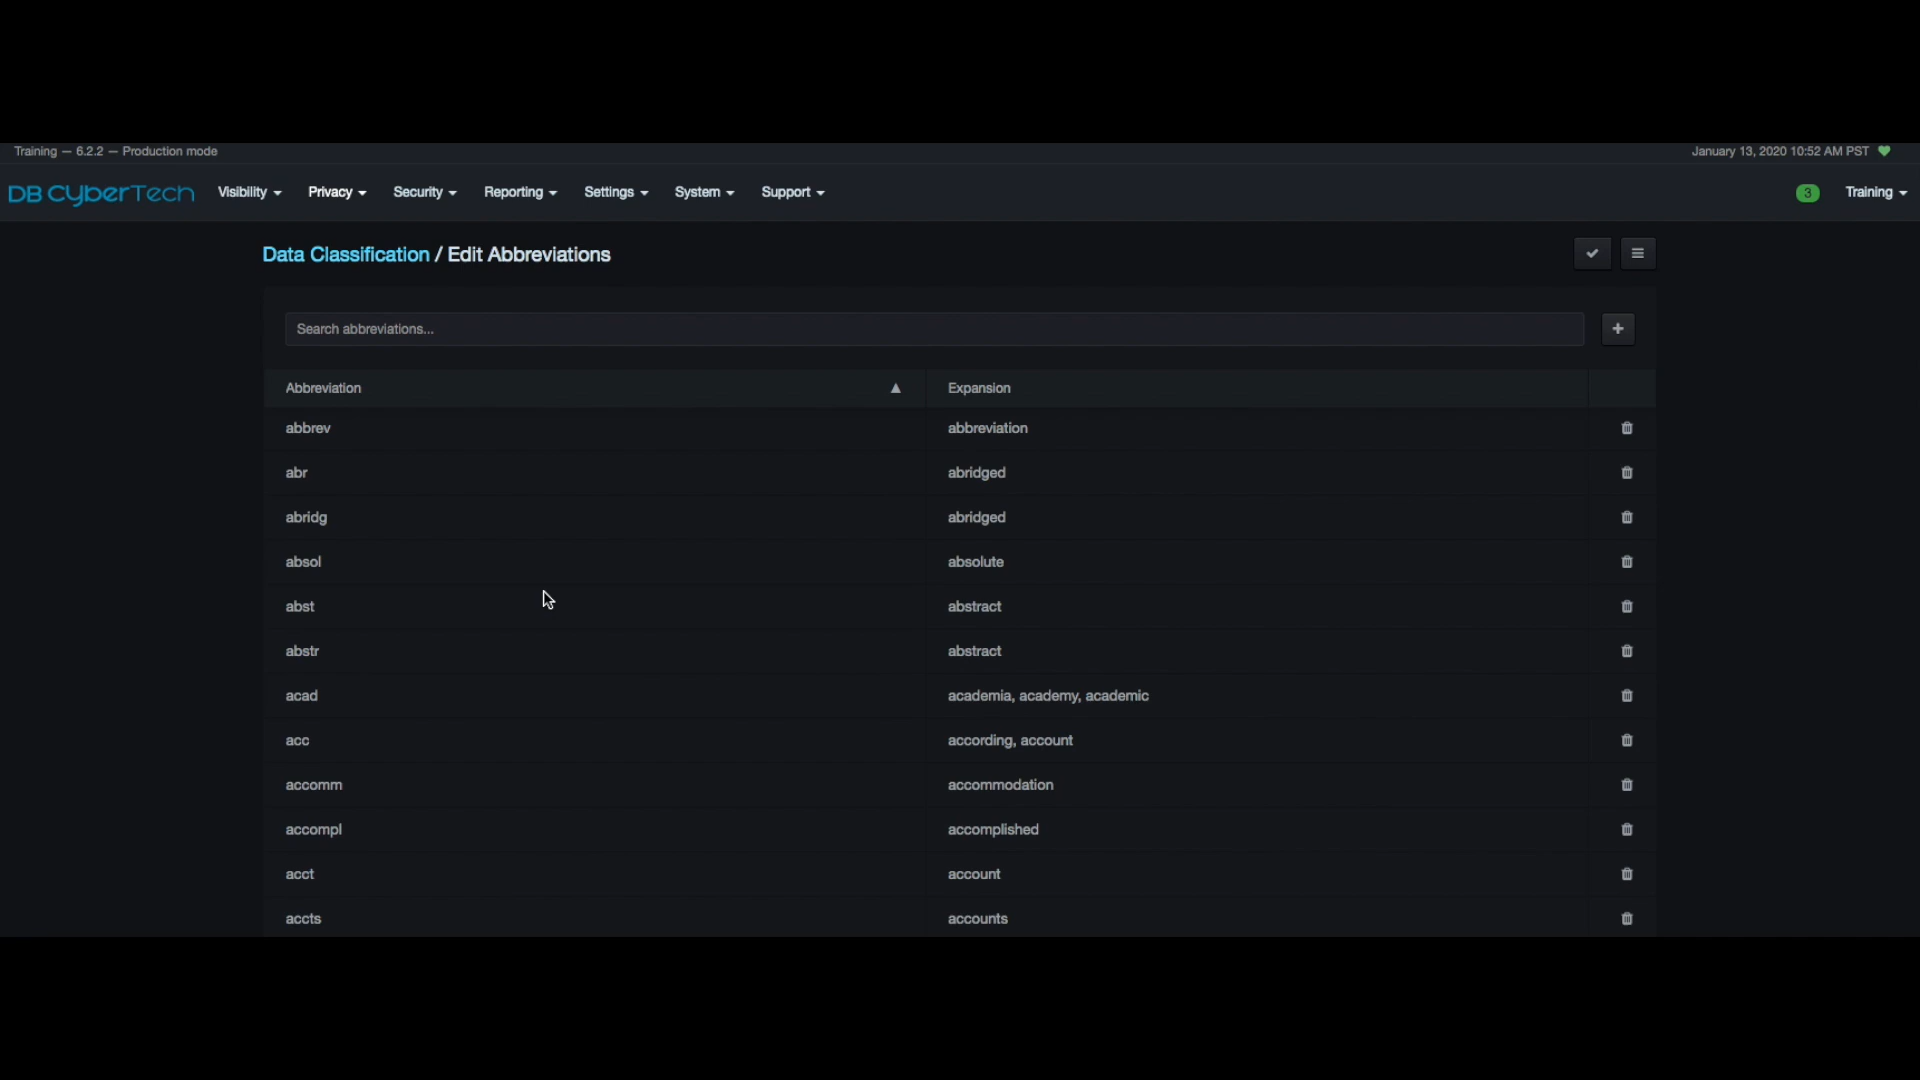 Training — 6.2.2 — Production mode
January 13, 2020 10:52 AM PST
DB CyberTech
Visibility
Privacy
Security
Reporting
Settings
System
Support
3
Training
Data Classification / Edit Abbreviations
Search abbreviations...
Abbreviation
Expansion
abbrev
abbreviation
abr
abridged
abridg
abridged
absol
absolute
abst
abstract
abstr
abstract
acad
academia, academy, academic
acc
according, account
accomm
accommodation
accompl
accomplished
acct
account
accts
accounts